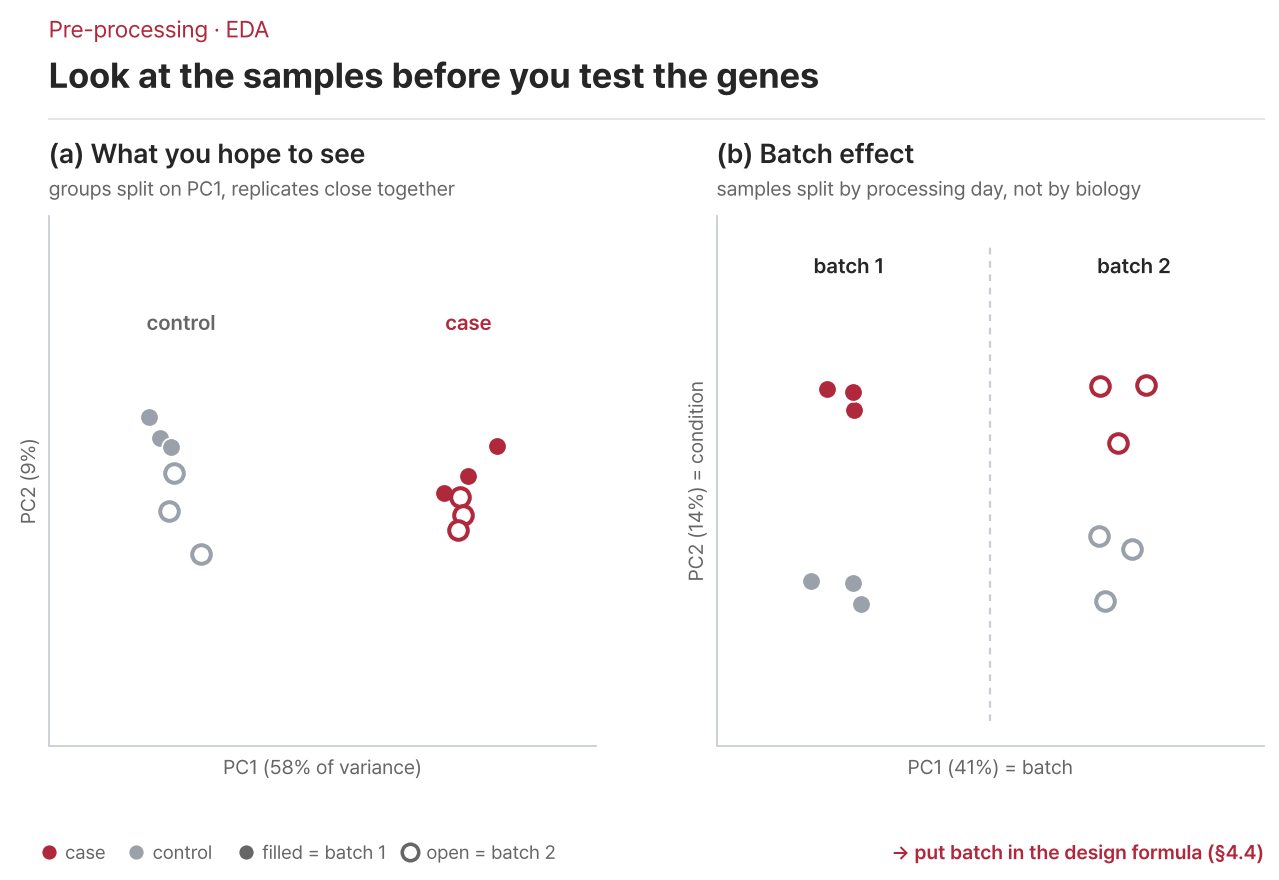 Pre-processing · EDA
Look at the samples before you test the genes
(a) What you hope to see
groups split on PC1, replicates close together
control
case
PC2 (9%)
PC1 (58% of variance)
(b) Batch effect
samples split by processing day, not by biology
batch 1
batch 2
PC2 (14%) = condition
PC1 (41%) = batch
case
control
filled = batch 1
open = batch 2
→ put batch in the design formula (§4.4)